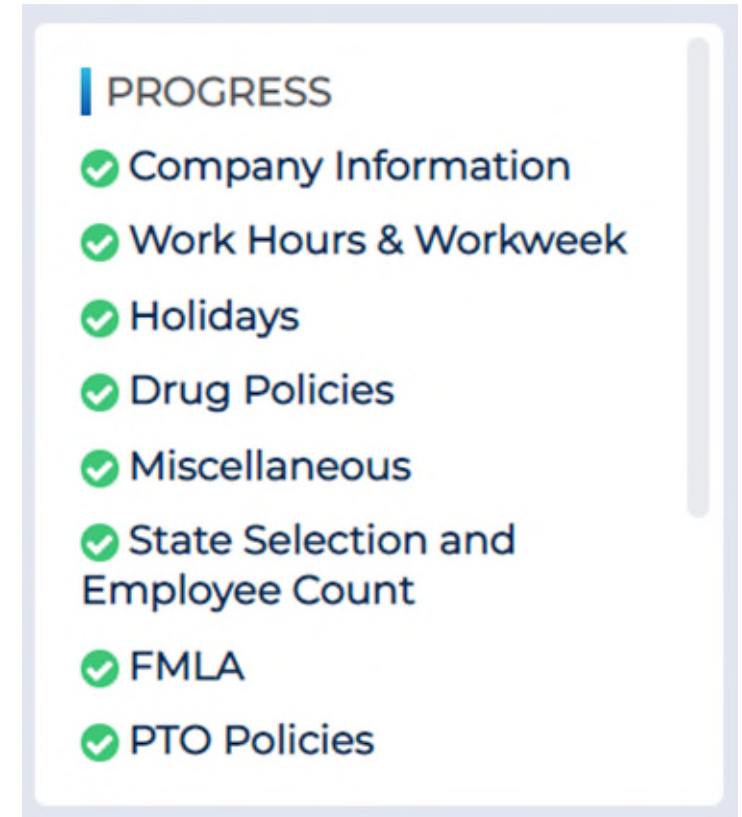 PROGRESS
Company Information
Work Hours & Workweek
Holidays
Drug Policies
Miscellaneous
State Selection and
Employee Count
FMLA
PTO Policies